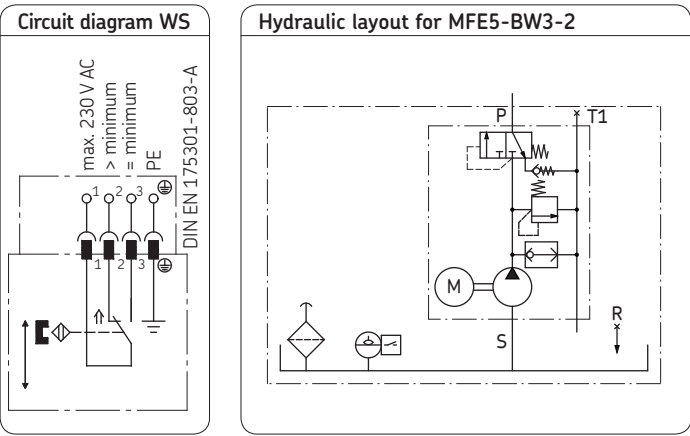 Circuit diagram WS
max. 230 V AC
> minimum
= minimum
PE
DIN EN 175301-803-A
1 2 3
1 2 3
Hydraulic layout for MFE5-BW3-2
P
T1
M
S
R